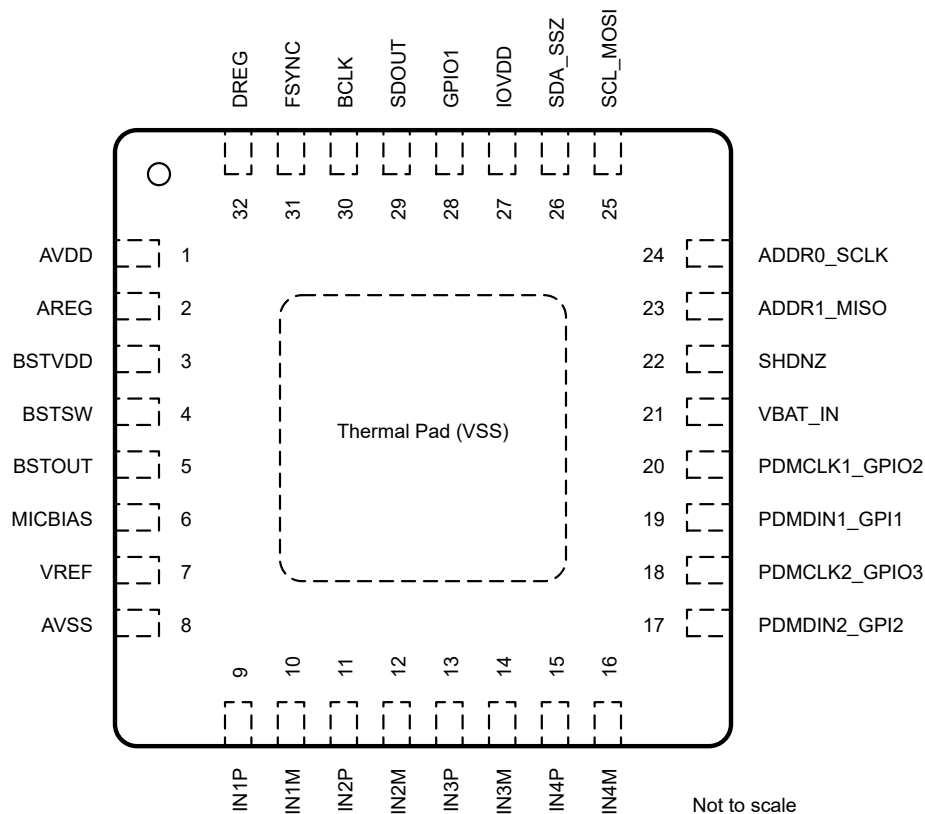 DREG
FSYNC
BCLK
SDOUT
GPIO1
IOVDD
SDA_SSZ
SCL_MOSI
32
31
30
29
28
27
26
25
AVDD 1
AREG 2
BSTVDD 3
BSTSW 4
BSTOUT 5
MICBIAS 6
VREF 7
AVSS 8
Thermal Pad (VSS)
24 ADDR0_SCLK
23 ADDR1_MISO
22 SHDNZ
21 VBAT_IN
20 PDMCLK1_GPIO2
19 PDMDIN1_GPI1
18 PDMCLK2_GPIO3
17 PDMDIN2_GPI2
9
10
11
12
13
14
15
16
IN1P
IN1M
IN2P
IN2M
IN3P
IN3M
IN4P
IN4M
Not to scale